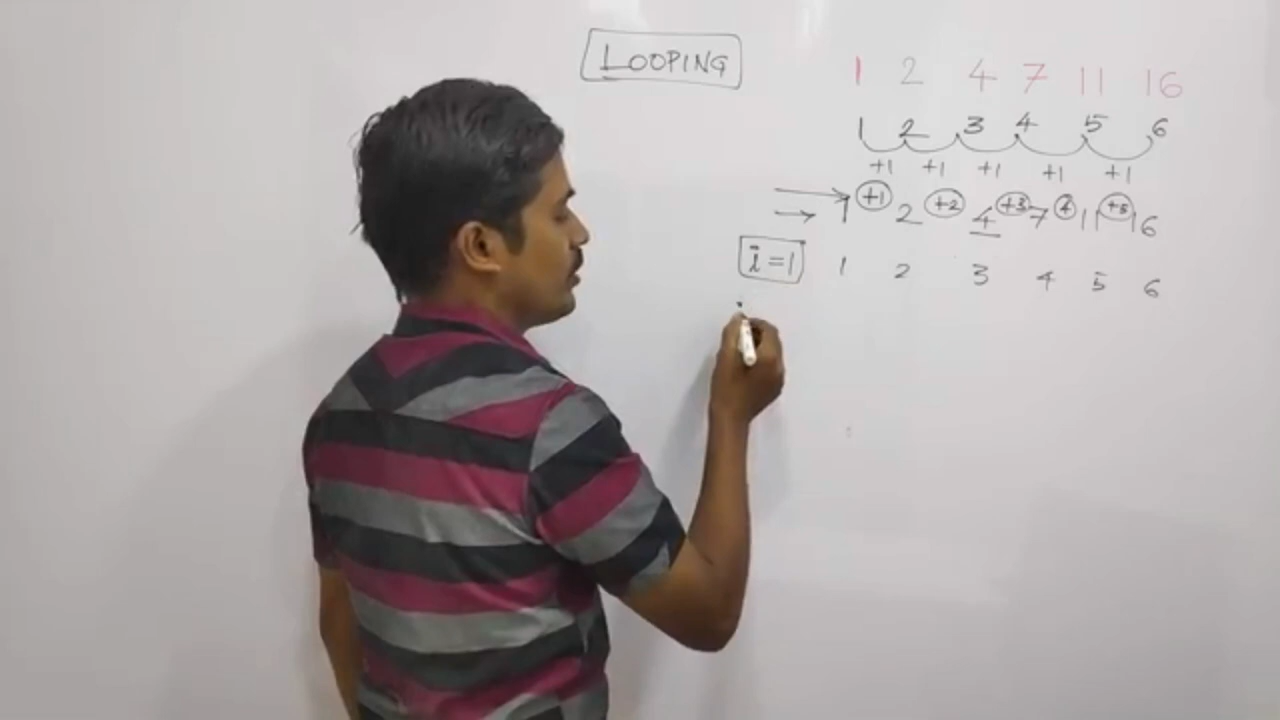 LOOPING
1 2 4 7 11 16
1 2 3 4 5 6
+1 +1 +1 +1 +1
→ 1 +1 2 +2 4 +3 7 4 11 +5 16
i=1 1 2 3 4 5 6